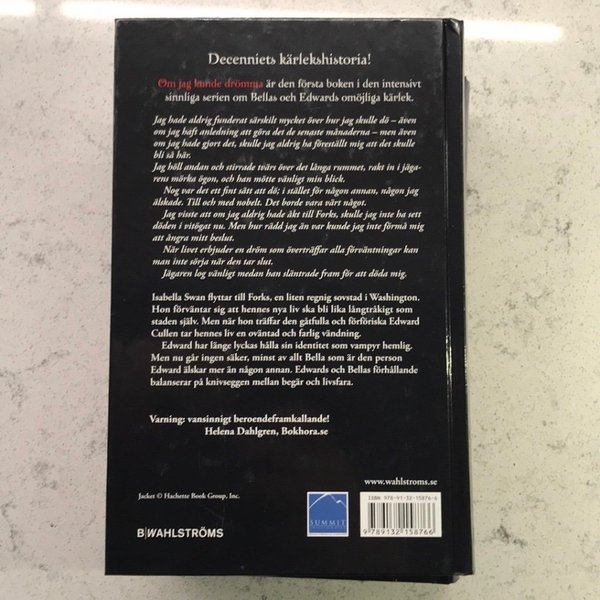 Decenniets kärlekshistoria!
Om jag kunde drömma är den första boken i den intensivt
sinnliga serien om Bellas och Edwards omöjliga kärlek.
Jag hade aldrig funderat särskilt mycket över hur jag skulle dö – även
om jag haft anledning att göra det de senaste månaderna – men även
om jag hade gjort det, skulle jag aldrig ha föreställt mig att det skulle
bli så här.
Jag höll andan och stirrade tvärs över det långa rummet, rakt in i jäga-
rens mörka ögon, och han mötte vänligt min blick.
Nog var det ett fint sätt att dö; i stället för någon annan, någon jag
älskade. Till och med nobelt. Det borde vara värt något.
Jag visste att om jag aldrig hade åkt till Forks, skulle jag inte ha sett
döden i vitögat nu. Men hur rädd jag än var kunde jag inte förmå mig
att ångra mitt beslut.
När livet erbjuder en dröm som överträffar alla förväntningar kan
man inte sörja när den tar slut.
Jägaren log vänligt medan han släntrade fram för att döda mig.
Isabella Swan flyttar till Forks, en liten regnig sovstad i Washington.
Hon förväntar sig att hennes nya liv ska bli lika långtråkigt som
staden själv. Men när hon träffar den gåtfulla och förföriska Edward
Cullen tar hennes liv en oväntad och farlig vändning.
Edward har länge lyckas hålla sin identitet som vampyr hemlig.
Men nu går ingen säker, minst av allt Bella som är den person
Edward älskar mer än någon annan. Edwards och Bellas förhållande
balanserar på knivseggen mellan begär och livsfara.
Varning: vansinnigt beroendeframkallande!
Helena Dahlgren, Bokhora.se
www.wahlstroms.se
Jacket © Hachette Book Group, Inc.
ISBN 978-91-32-15876-6
B|WAHLSTRÖMS
SUMMIT
9 789132 158766